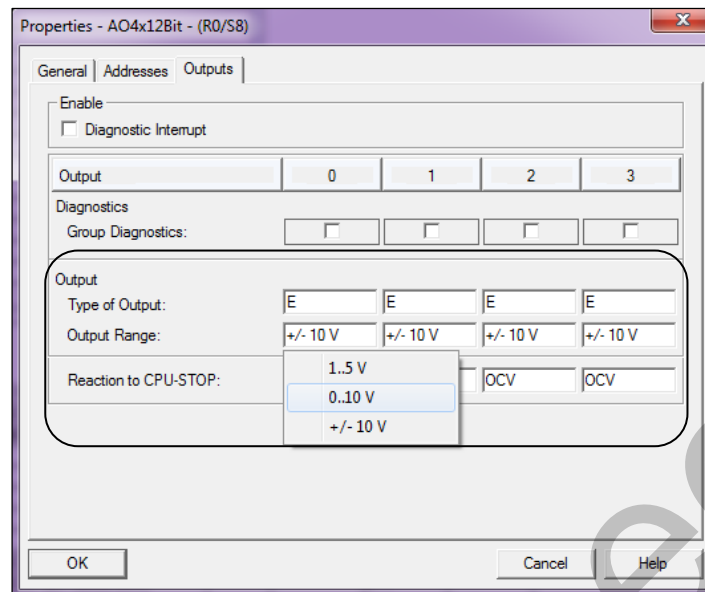 Properties - AO4x12Bit - (R0/S8)
General Addresses Outputs
Enable
Diagnostic Interrupt
Output 0 1 2 3
Diagnostics
Group Diagnostics:
Output
Type of Output: E E E E
Output Range: +/- 10 V +/- 10 V +/- 10 V +/- 10 V
1..5 V
Reaction to CPU-STOP: OCV OCV
0..10 V
+/- 10 V
OK Cancel Help